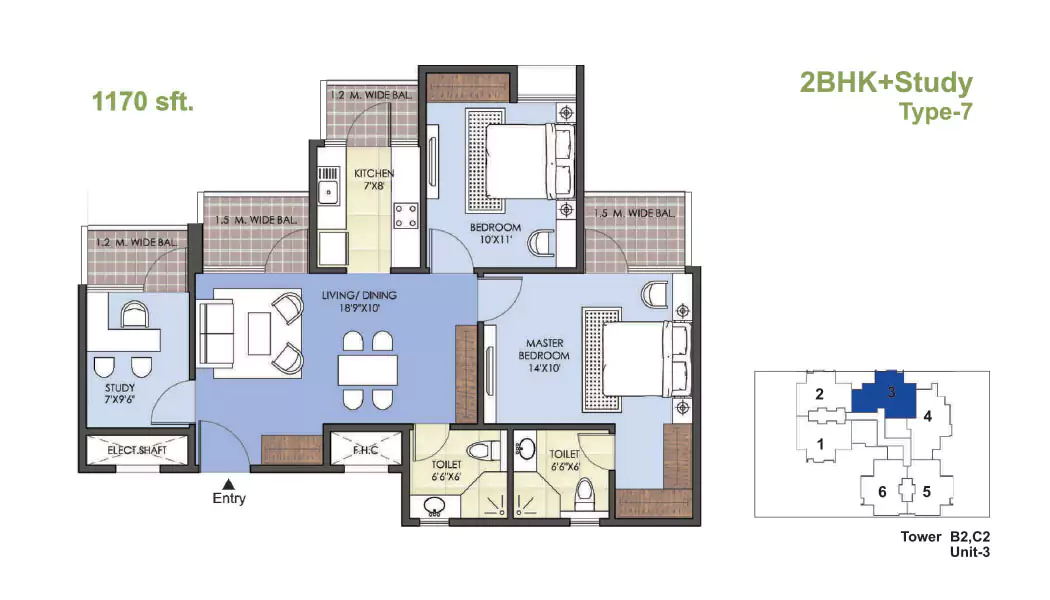 1170 sft.
2BHK+Study
Type-7
1.2 M. WIDE BAL.
KITCHEN
7'X8'
1.5 M. WIDE BAL.
BEDROOM
10'X11'
1.5 M. WIDE BAL.
1.2 M. WIDE BAL.
LIVING/ DINING
18'9"X10'
MASTER
BEDROOM
14'X10'
STUDY
7'X9'6"
ELECT.SHAFT
F.H.C
TOILET
6'6"X6'
TOILET
6'6"X6'
Entry
2
3
4
1
6
5
Tower B2,C2
Unit-3